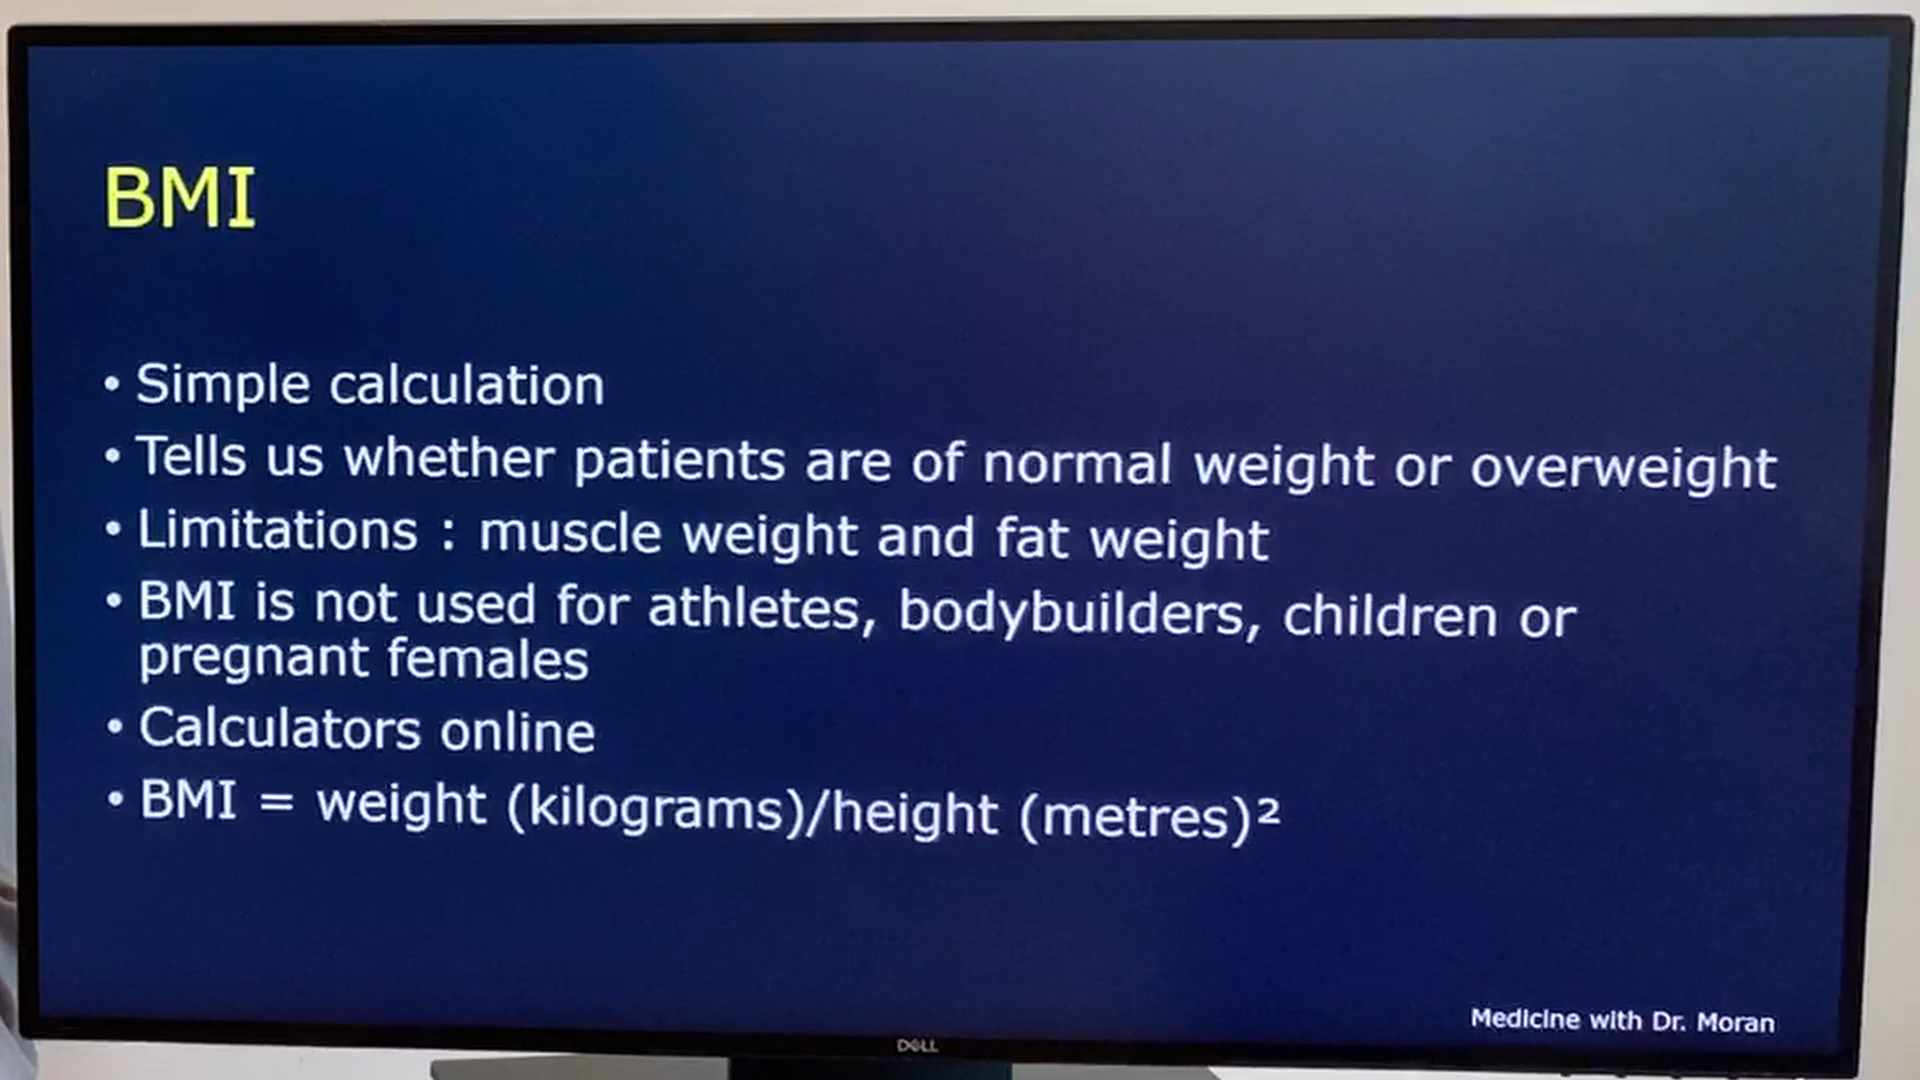 BMI
• Simple calculation
• Tells us whether patients are of normal weight or overweight
• Limitations : muscle weight and fat weight
• BMI is not used for athletes, bodybuilders, children or
pregnant females
• Calculators online
• BMI = weight (kilograms)/height (metres)²
Medicine with Dr. Moran
DELL